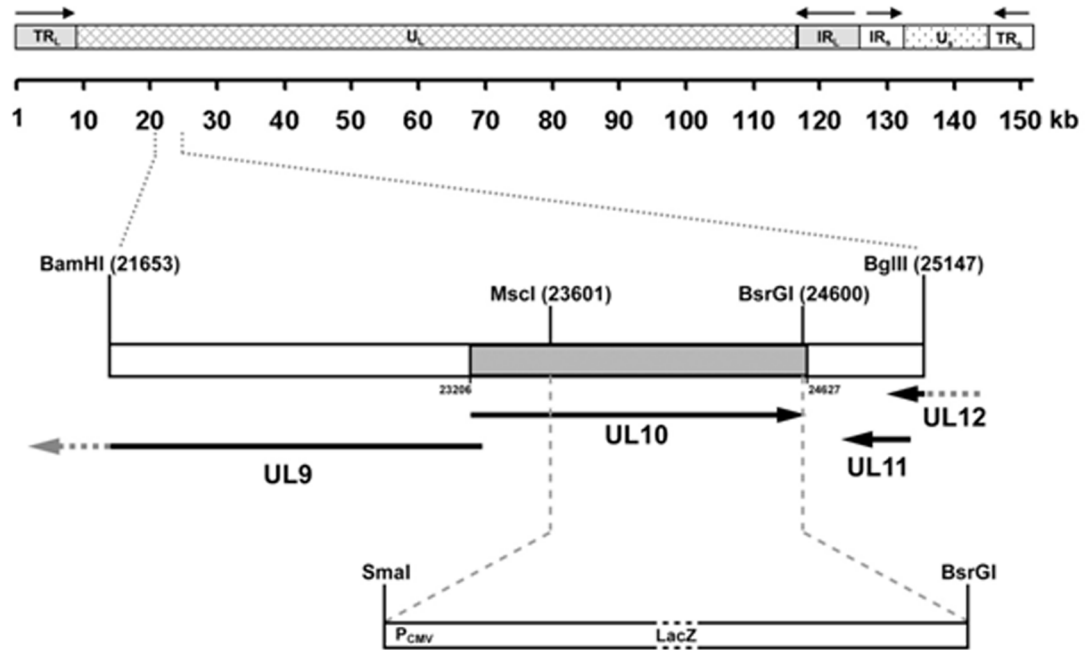 TRL UL IRL IRS US TRS
1 10 20 30 40 50 60 70 80 90 100 110 120 130 140 150 kb
BamHI (21653) BglII (25147)
MscI (23601) BsrGI (24600)
23206 24627
UL12
UL10
UL11
UL9
SmaI BsrGI
PCMV LacZ